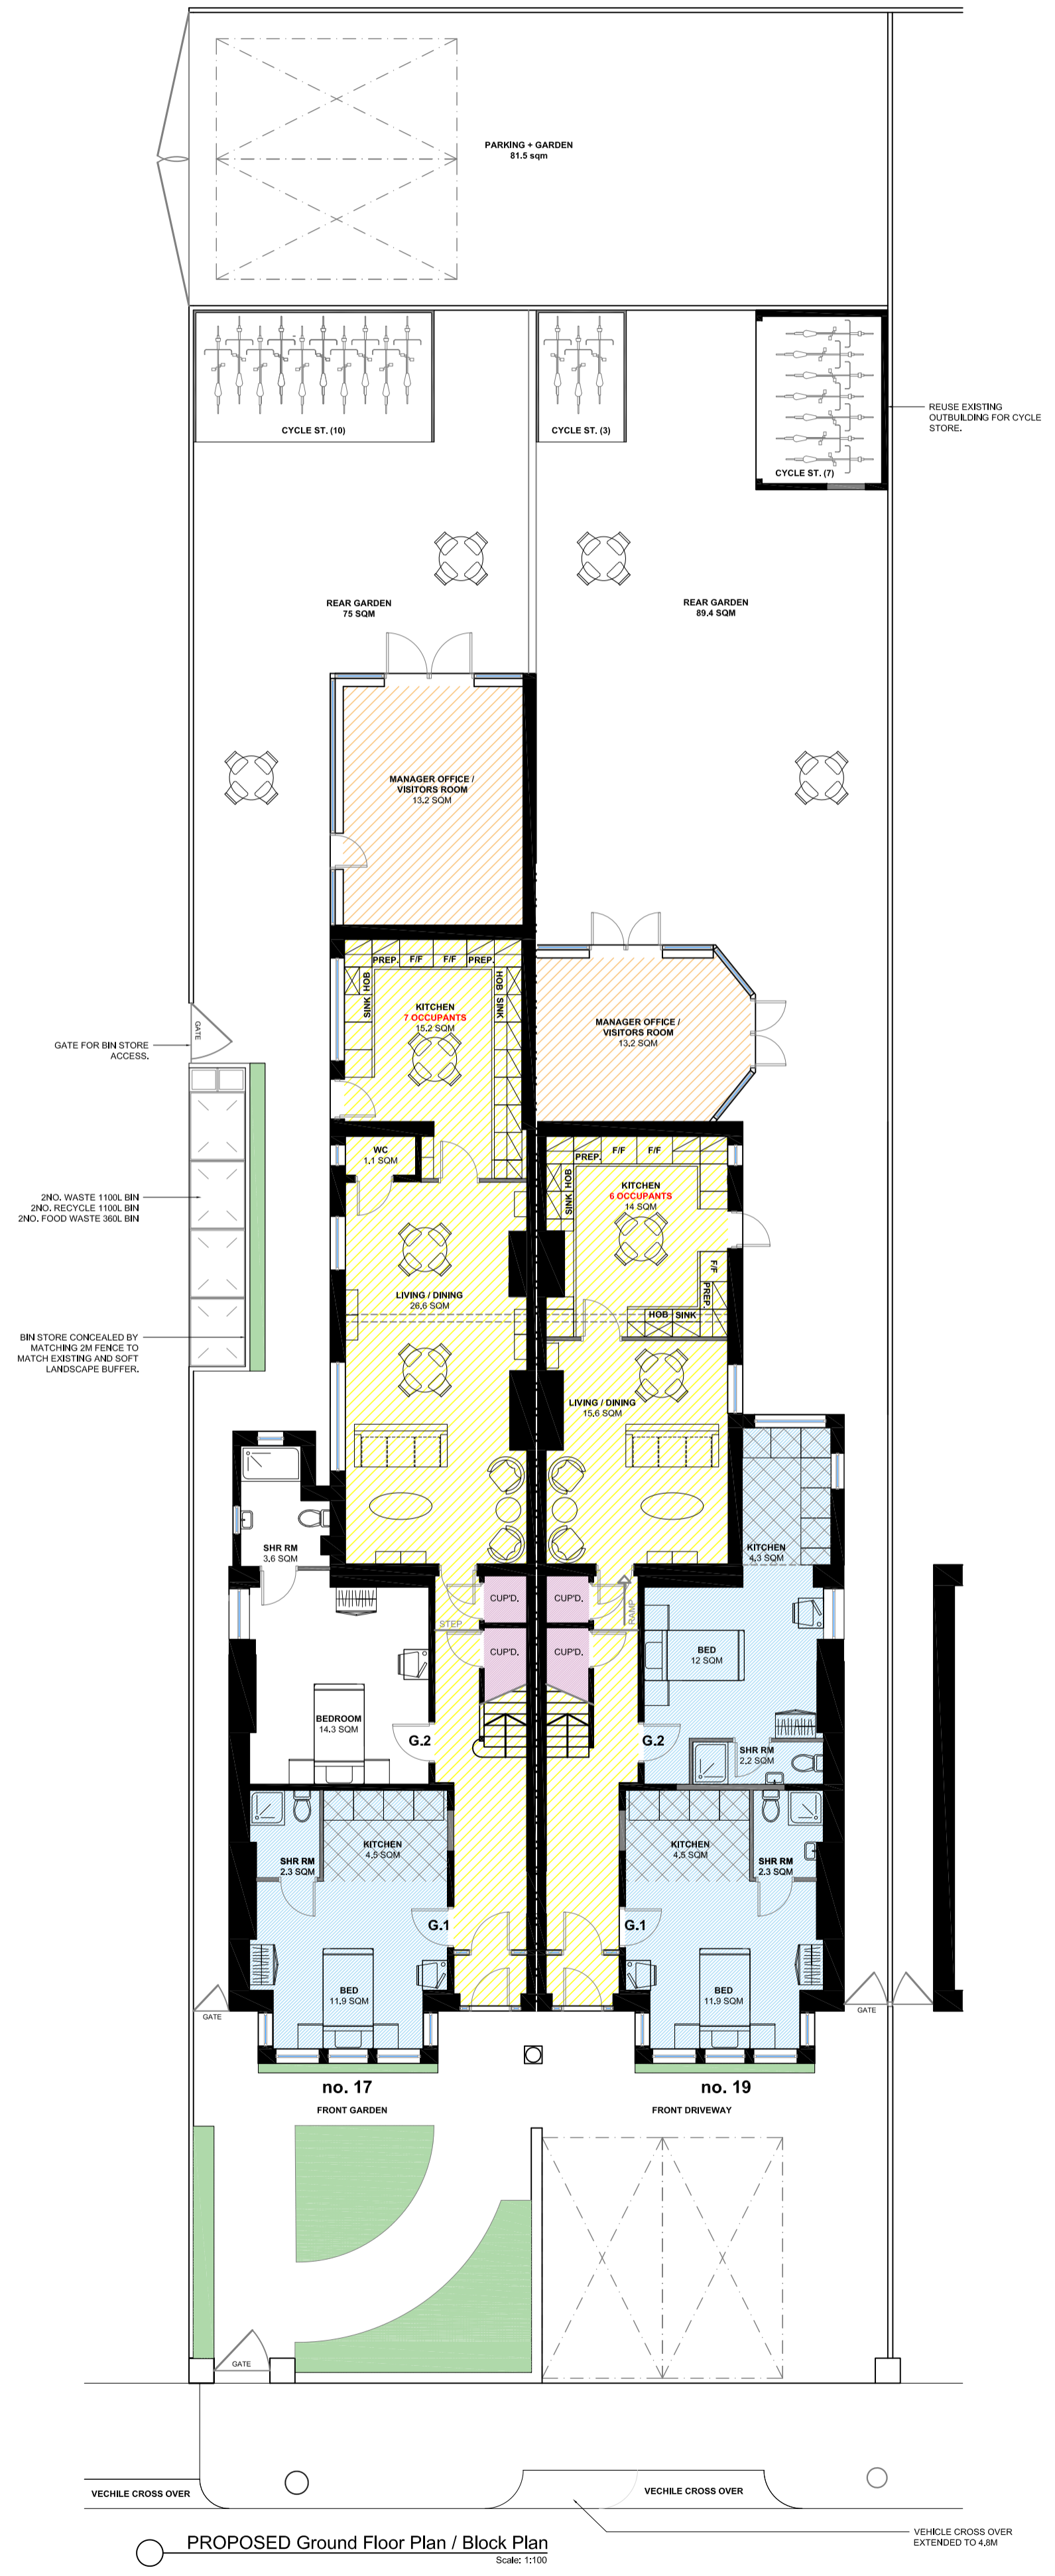 PARKING + GARDEN
81.5 sqm
CYCLE ST. (10)
CYCLE ST. (3)
CYCLE ST. (7)
REUSE EXISTING
OUTBUILDING FOR CYCLE
STORE.
REAR GARDEN
75 SQM
REAR GARDEN
89.4 SQM
MANAGER OFFICE /
VISITORS ROOM
13.2 SQM
PREP.
F/F
F/F
PREP.
HOB
SINK
HOB
SINK
KITCHEN
7 OCCUPANTS
15.2 SQM
MANAGER OFFICE /
VISITORS ROOM
13.2 SQM
GATE
GATE FOR BIN STORE
ACCESS.
WC
1.1 SQM
PREP.
F/F
F/F
HOB
SINK
KITCHEN
6 OCCUPANTS
14 SQM
F/F
PREP.
HOB
SINK
2NO. WASTE 1100L BIN
2NO. RECYCLE 1100L BIN
2NO. FOOD WASTE 360L BIN
LIVING / DINING
26.6 SQM
BIN STORE CONCEALED BY
MATCHING 2M FENCE TO
MATCH EXISTING AND SOFT
LANDSCAPE BUFFER.
LIVING / DINING
15.6 SQM
SHR RM
3.6 SQM
KITCHEN
4.3 SQM
CUP'D.
CUP'D.
STEP
RAMP
CUP'D.
CUP'D.
BED
12 SQM
BEDROOM
14.3 SQM
G.2
G.2
SHR RM
2.2 SQM
KITCHEN
4.5 SQM
SHR RM
2.3 SQM
KITCHEN
4.5 SQM
SHR RM
2.3 SQM
G.1
G.1
BED
11.9 SQM
BED
11.9 SQM
GATE
GATE
no. 17
no. 19
FRONT GARDEN
FRONT DRIVEWAY
GATE
VECHILE CROSS OVER
VECHILE CROSS OVER
VEHICLE CROSS OVER
EXTENDED TO 4.8M
PROPOSED Ground Floor Plan / Block Plan
Scale: 1:100